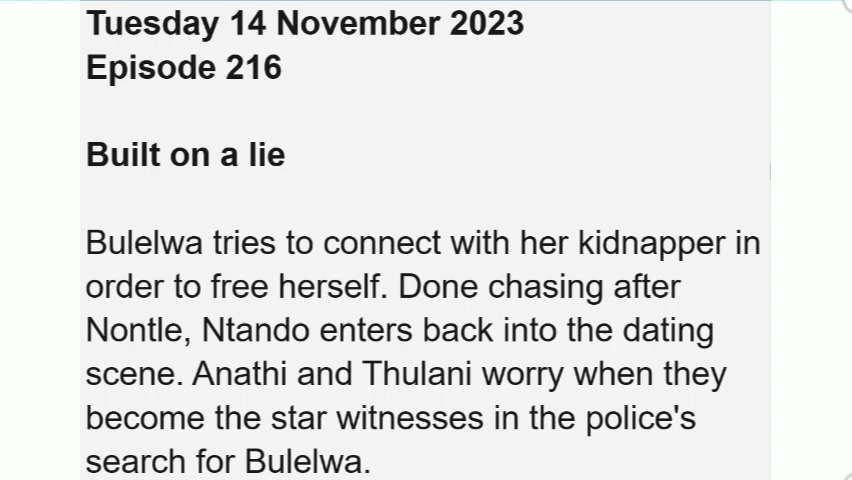 Tuesday 14 November 2023
Episode 216
Built on a lie
Bulelwa tries to connect with her kidnapper in
order to free herself. Done chasing after
Nontle, Ntando enters back into the dating
scene. Anathi and Thulani worry when they
become the star witnesses in the police's
search for Bulelwa.